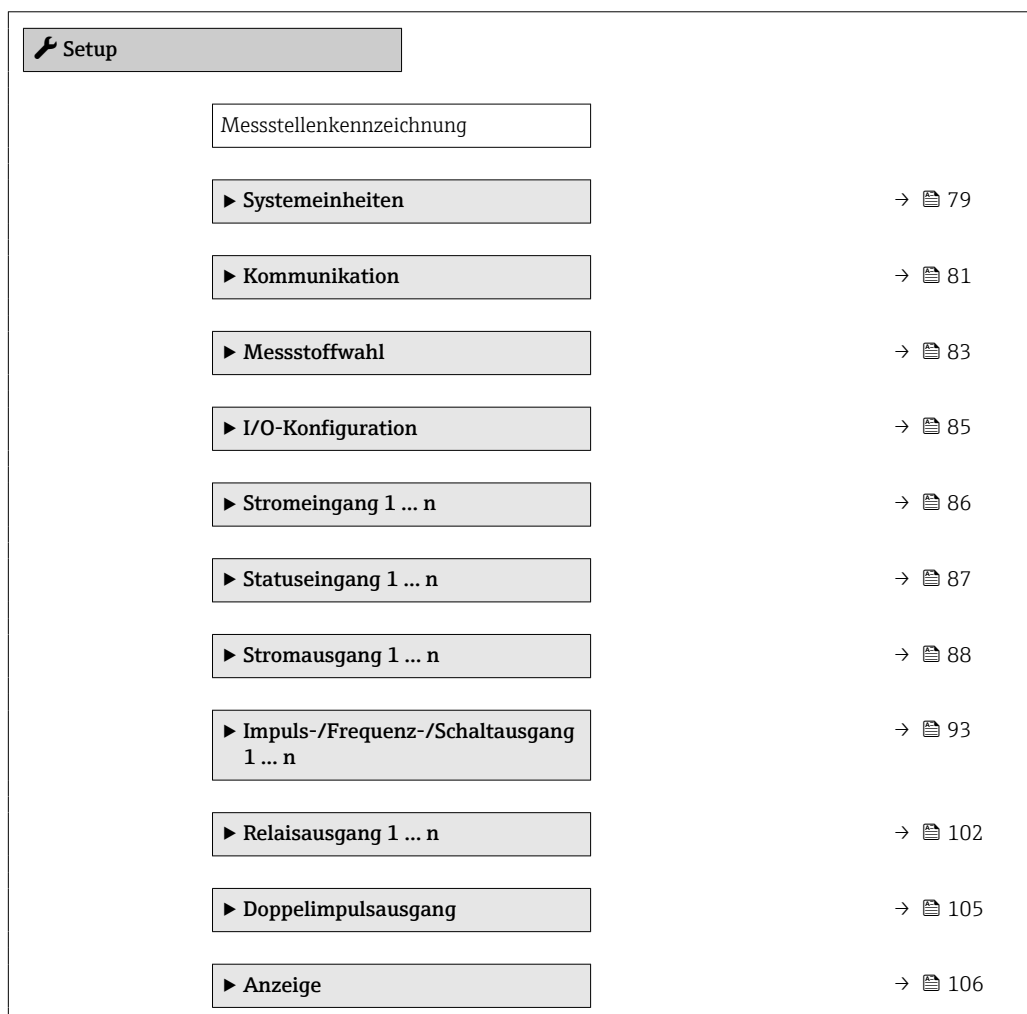 Setup
Messstellenkennzeichnung
▶ Systemeinheiten → 79
▶ Kommunikation → 81
▶ Messstoffwahl → 83
▶ I/O-Konfiguration → 85
▶ Stromeingang 1 … n → 86
▶ Statuseingang 1 … n → 87
▶ Stromausgang 1 … n → 88
▶ Impuls-/Frequenz-/Schaltausgang → 93
1 … n
▶ Relaisausgang 1 … n → 102
▶ Doppelimpulsausgang → 105
▶ Anzeige → 106